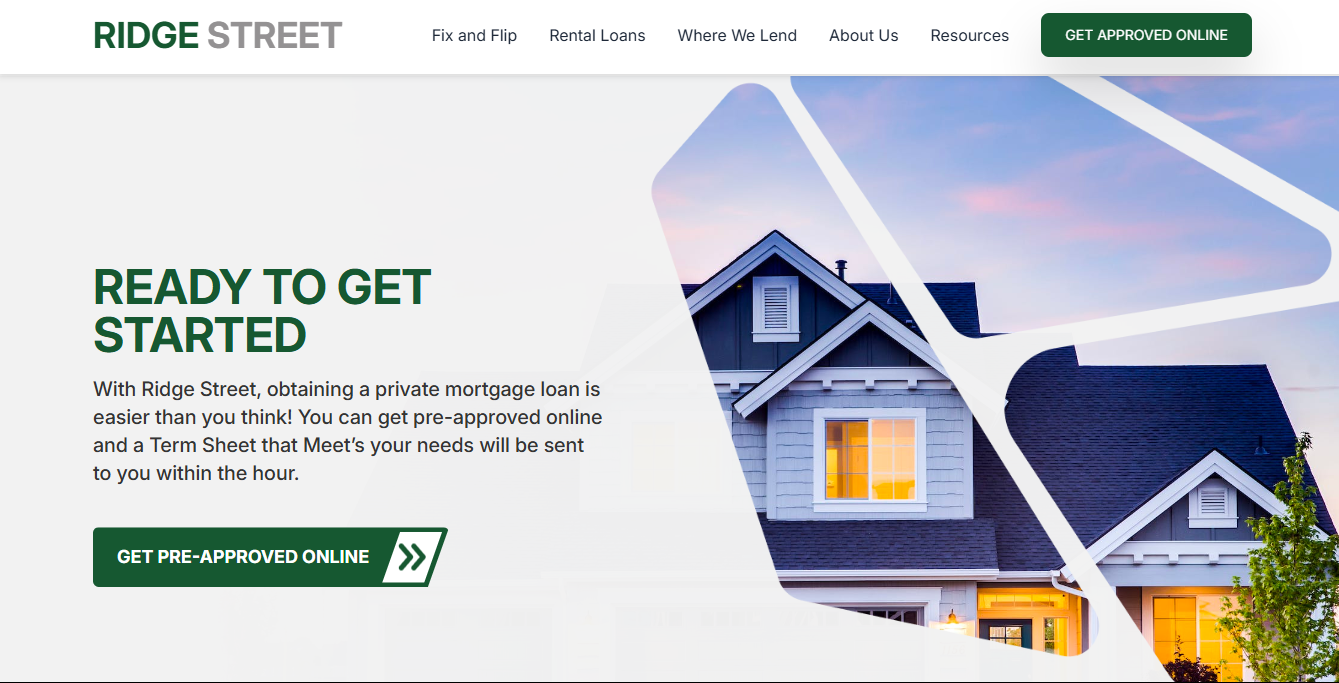 RIDGE STREET
Fix and Flip
Rental Loans
Where We Lend
About Us
Resources
GET APPROVED ONLINE
READY TO GET
STARTED
With Ridge Street, obtaining a private mortgage loan is
easier than you think! You can get pre-approved online
and a Term Sheet that Meet’s your needs will be sent
to you within the hour.
GET PRE-APPROVED ONLINE